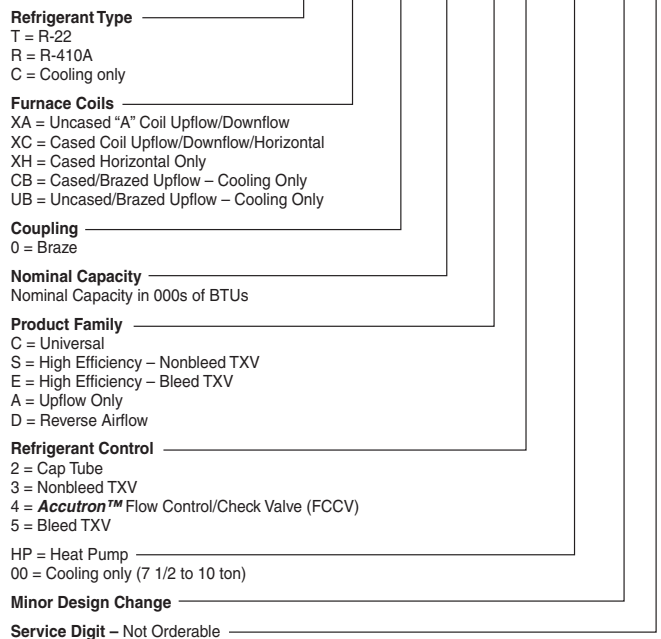 Refrigerant Type
T = R-22
R = R-410A
C = Cooling only
Furnace Coils
XA = Uncased “A” Coil Upflow/Downflow
XC = Cased Coil Upflow/Downflow/Horizontal
XH = Cased Horizontal Only
CB = Cased/Brazed Upflow – Cooling Only
UB = Uncased/Brazed Upflow – Cooling Only
Coupling
0 = Braze
Nominal Capacity
Nominal Capacity in 000s of BTUs
Product Family
C = Universal
S = High Efficiency – Nonbleed TXV
E = High Efficiency – Bleed TXV
A = Upflow Only
D = Reverse Airflow
Refrigerant Control
2 = Cap Tube
3 = Nonbleed TXV
4 = Accutron™ Flow Control/Check Valve (FCCV)
5 = Bleed TXV
HP = Heat Pump
00 = Cooling only (7 1/2 to 10 ton)
Minor Design Change
Service Digit – Not Orderable